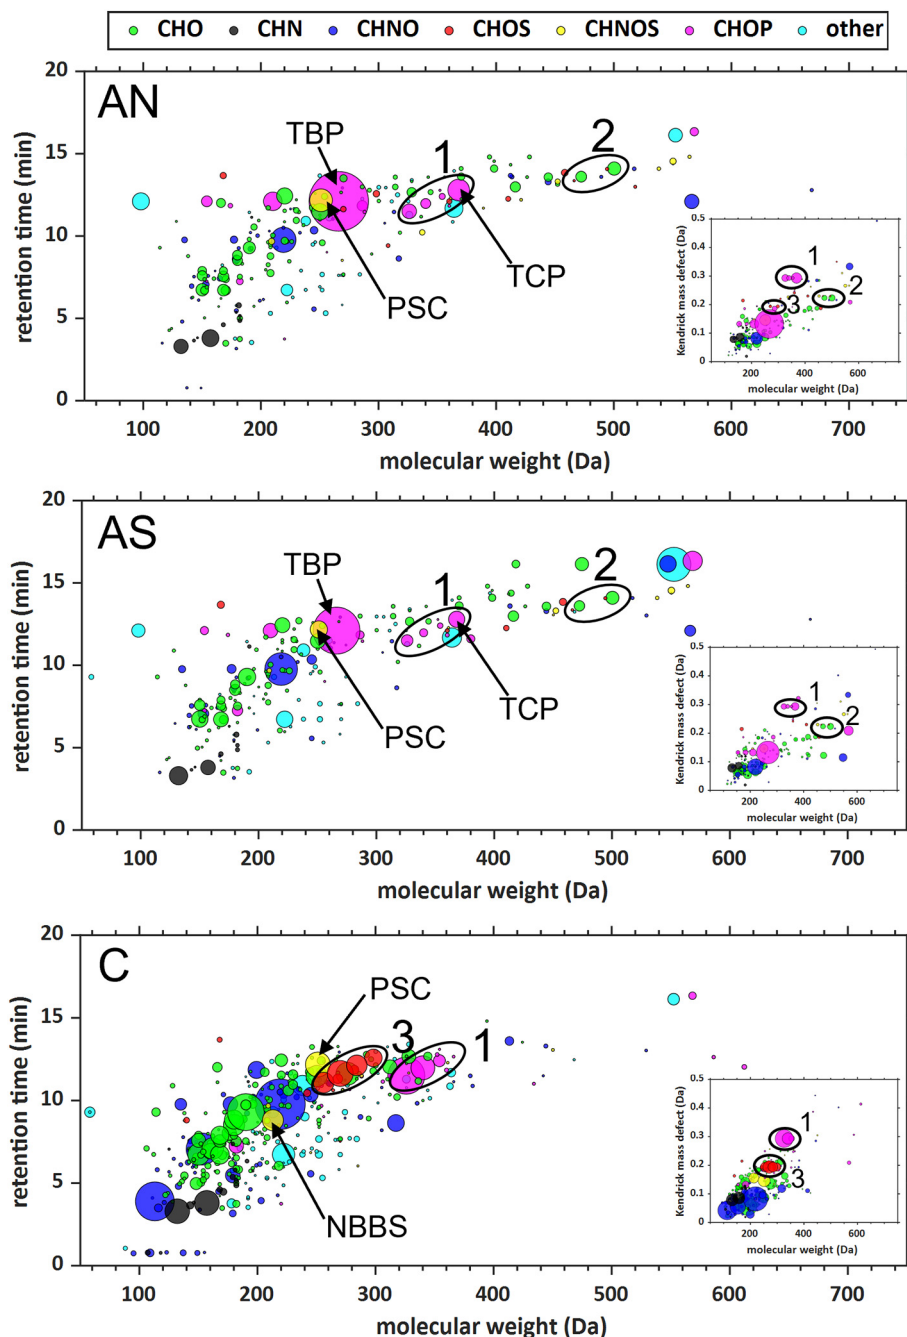 CHO CHN CHNO CHOS CHNOS CHOP other
AN
retention time (min)
20
15
10
5
0
TBP
PSC
TCP
1
2
100 200 300 400 500 600 700
molecular weight (Da)
Kendrick mass defect (Da)
0.5
0.4
0.3
0.2
0.1
0
1
2
3
200 400 600
molecular weight (Da)
AS
retention time (min)
20
15
10
5
0
TBP
PSC
TCP
1
2
100 200 300 400 500 600 700
molecular weight (Da)
Kendrick mass defect (Da)
0.5
0.4
0.3
0.2
0.1
0
1
2
200 400 600
molecular weight (Da)
C
retention time (min)
20
15
10
5
0
PSC
NBBS
3
1
100 200 300 400 500 600 700
molecular weight (Da)
Kendrick mass defect (Da)
0.5
0.4
0.3
0.2
0.1
0
1
3
200 400 600
molecular weight (Da)